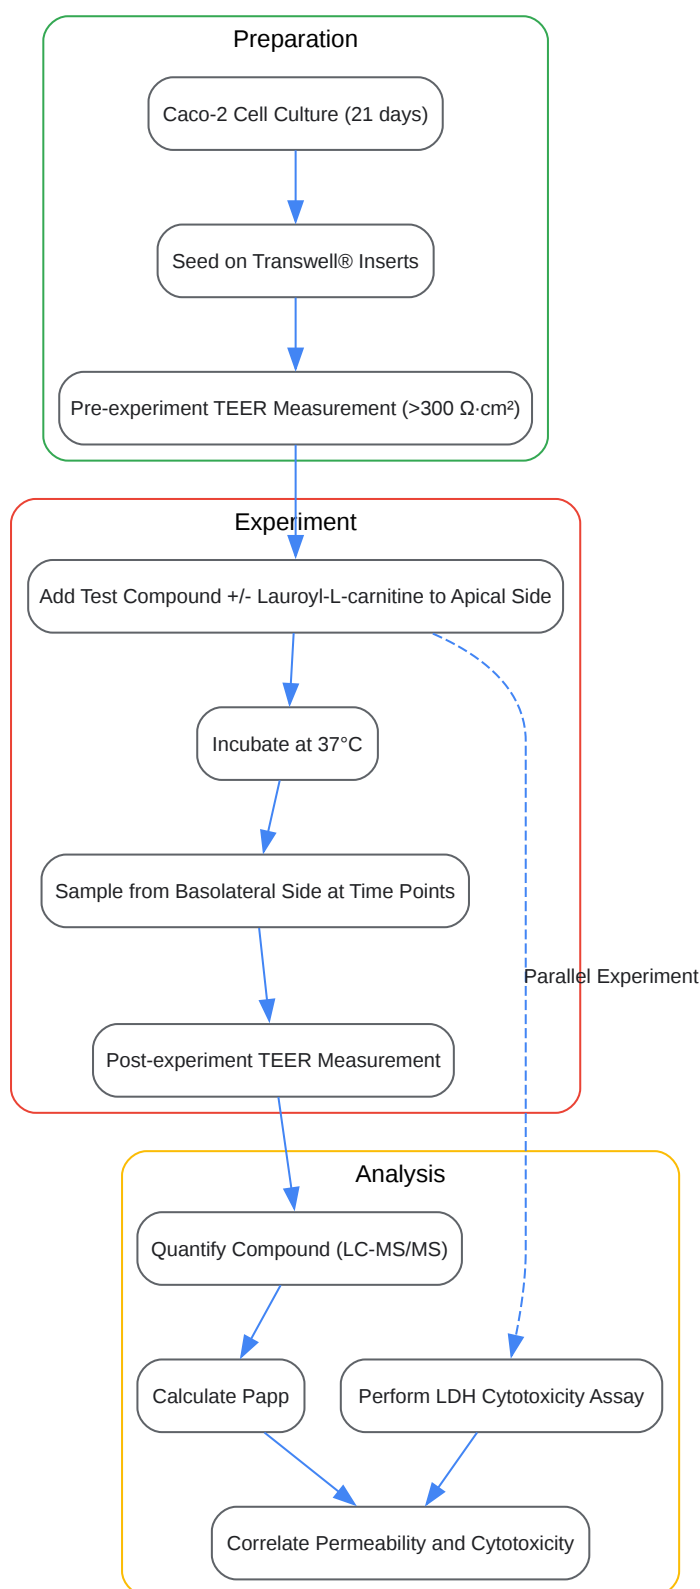 Preparation
Caco-2 Cell Culture (21 days)
Seed on Transwell® Inserts
Pre-experiment TEER Measurement (>300 Ω·cm²)
Experiment
Add Test Compound +/- Lauroyl-L-carnitine to Apical Side
Incubate at 37°C
Sample from Basolateral Side at Time Points
Parallel Experiment
Post-experiment TEER Measurement
Analysis
Quantify Compound (LC-MS/MS)
Calculate Papp
Perform LDH Cytotoxicity Assay
Correlate Permeability and Cytotoxicity